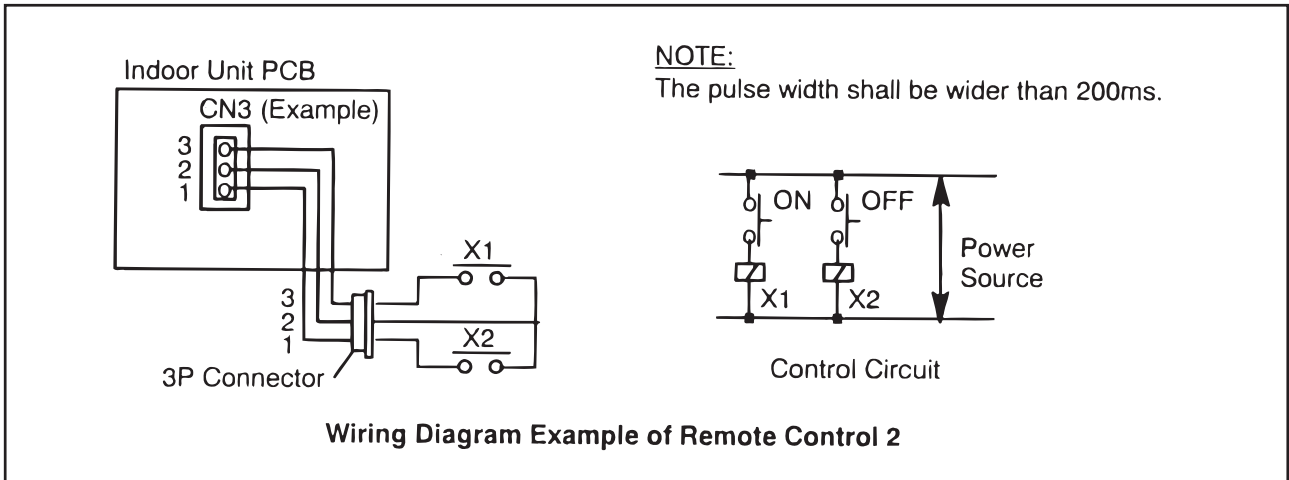 Indoor Unit PCB
CN3 (Example)
3
2
1
3
2
1
3P Connector
X1
X2
NOTE:
The pulse width shall be wider than 200ms.
ON
OFF
X1
X2
Power
Source
Control Circuit
Wiring Diagram Example of Remote Control 2